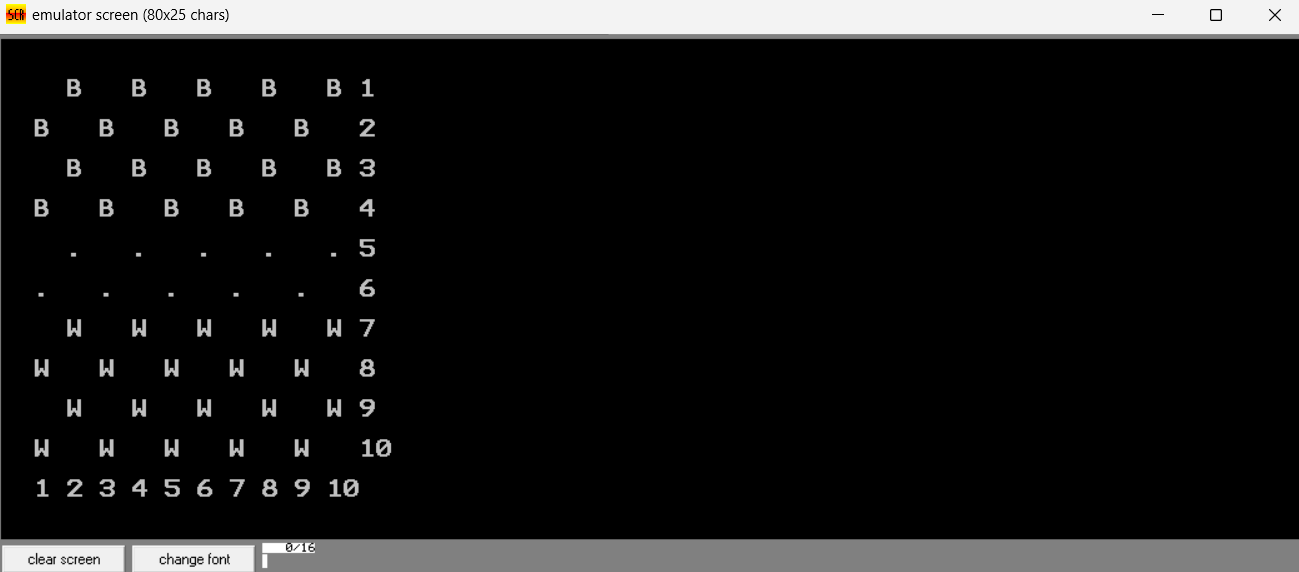 SCR emulator screen (80x25 chars)
B B B B B 1
B B B B B 2
B B B B B 3
B B B B B 4
. . . . . 5
. . . . . 6
W W W W W 7
W W W W W 8
W W W W W 9
W W W W W 10
1 2 3 4 5 6 7 8 9 10
clear screen change font 0/16